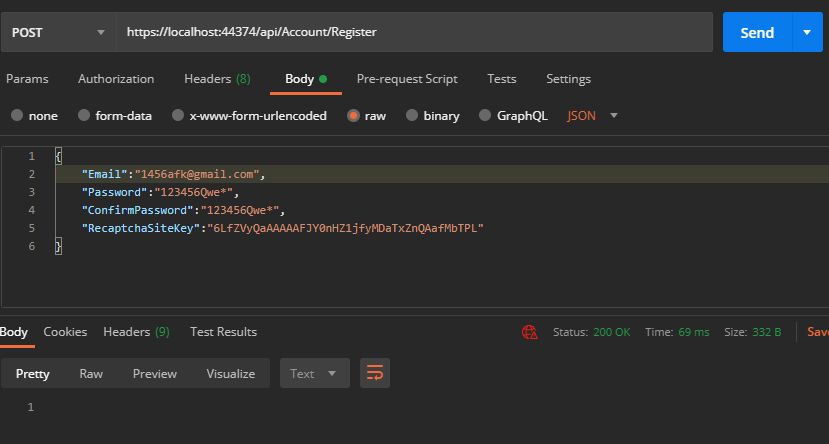 POST https://localhost:44374/api/Account/Register Send
Params Authorization Headers (8) Body Pre-request Script Tests Settings
none form-data x-www-form-urlencoded raw binary GraphQL JSON
1 {
2 "Email":"1456afk@gmail.com",
3 "Password":"123456Qwe*",
4 "ConfirmPassword":"123456Qwe*",
5 "RecaptchaSiteKey":"6LfZVyQaAAAAAFJY0nHZ1jfyMDaTxZnQAafMbTPL"
6 }
Body Cookies Headers (9) Test Results Status: 200 OK Time: 69 ms Size: 332 B Save
Pretty Raw Preview Visualize Text
1